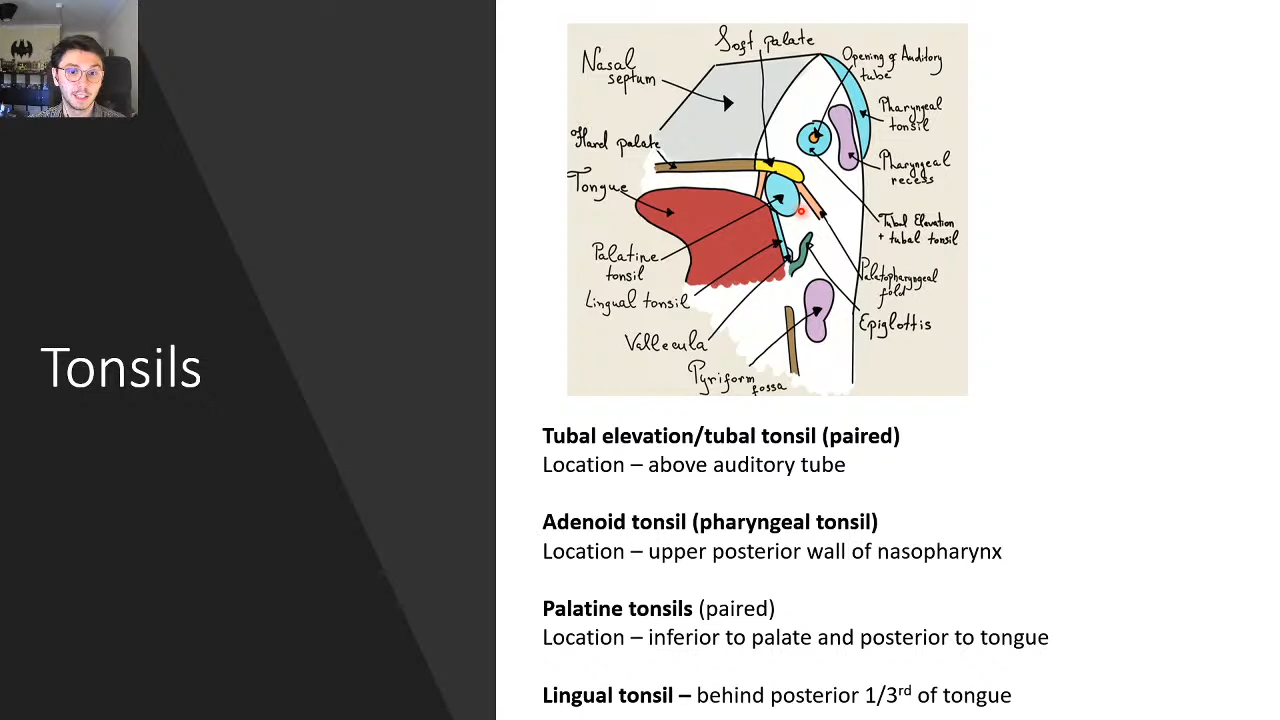 Tonsils
Soft palate
Nasal
septum
Opening of Auditory
tube
Pharyngeal
tonsil
Hard palate
Pharyngeal
recess
Tongue
Tubal Elevation
+ tubal tonsil
Palatine
tonsil
Palatopharyngeal
fold
Lingual tonsil
Epiglottis
Vallecula
Pyriform
fossa
Tubal elevation/tubal tonsil (paired)
Location – above auditory tube
Adenoid tonsil (pharyngeal tonsil)
Location – upper posterior wall of nasopharynx
Palatine tonsils (paired)
Location – inferior to palate and posterior to tongue
Lingual tonsil – behind posterior 1/3rd of tongue